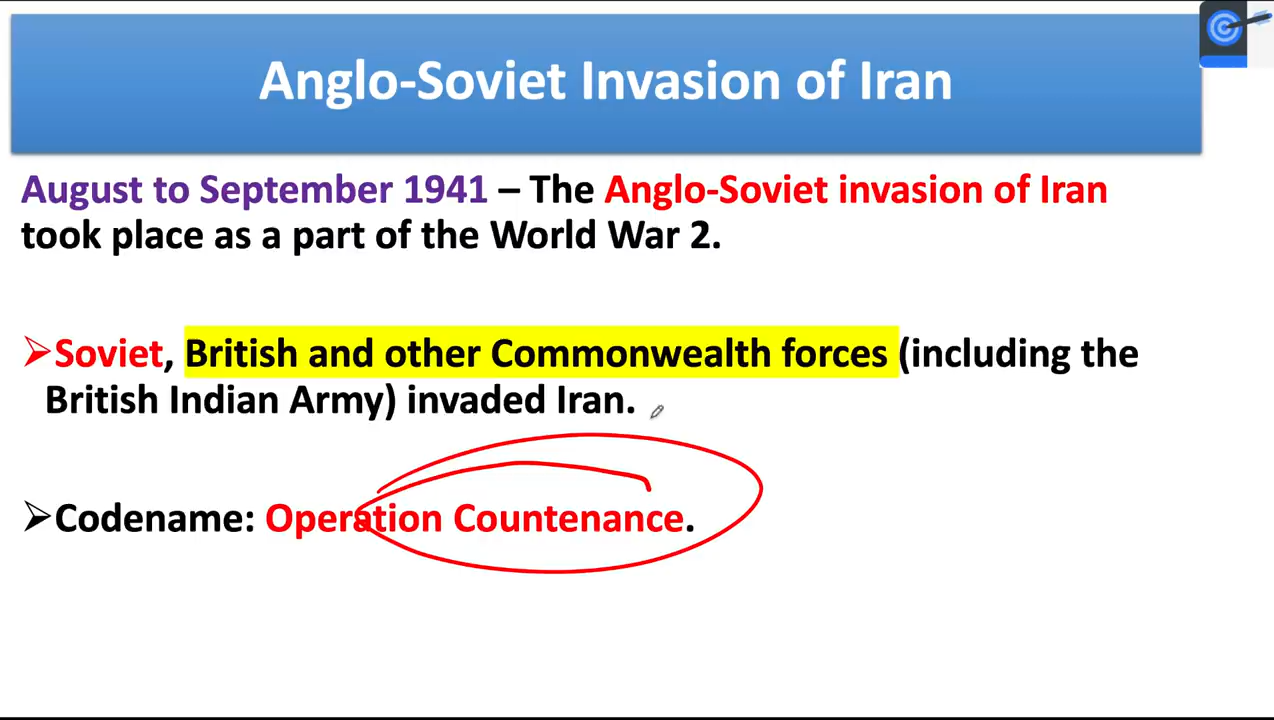 Anglo-Soviet Invasion of Iran
August to September 1941 – The Anglo-Soviet invasion of Iran
took place as a part of the World War 2.
➢Soviet, British and other Commonwealth forces (including the
British Indian Army) invaded Iran.
➢Codename: Operation Countenance.